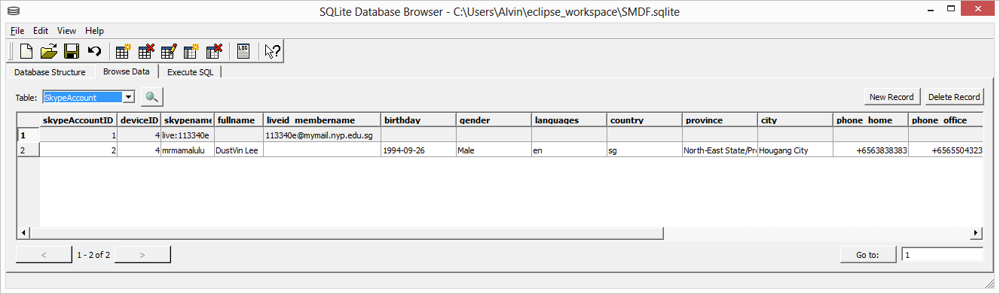 SQLite Database Browser - C:\Users\Alvin\eclipse_workspace\SMDF.sqlite
File Edit View Help
LOG
Database Structure Browse Data Execute SQL
Table: SkypeAccount New Record Delete Record
skypeAccountID deviceID skypename fullname liveid_membername birthday gender languages country province city phone_home phone_office
1 1 4 live:113340e 113340e@mymail.nyp.edu.sg
2 2 4 mrmamalulu DustVin Lee 1994-09-26 Male en sg North-East State/Pr Hougang City +6563838383 +6565504323
< 1 - 2 of 2 > Go to: 1